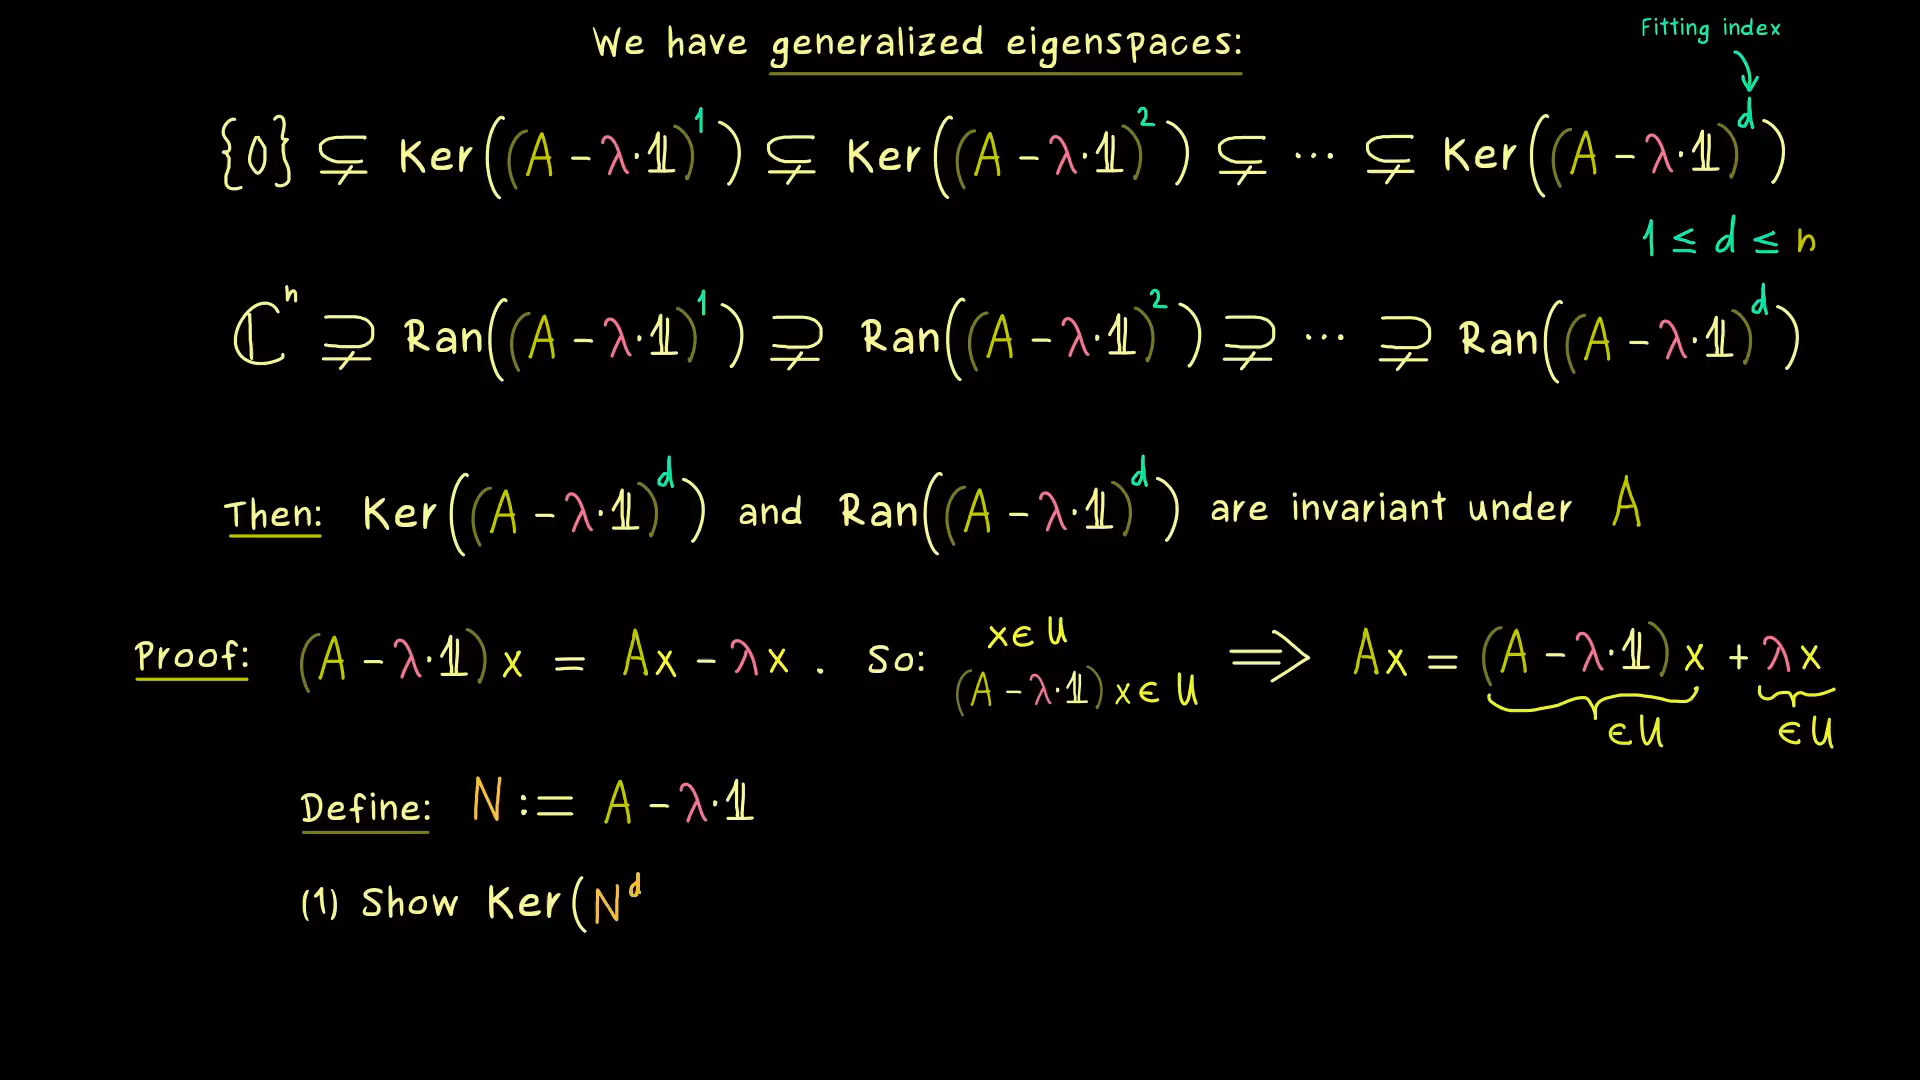 Fitting index
We have generalized eigenspaces:
{0} ⊊ Ker((A - λ·𝟙)¹) ⊊ Ker((A - λ·𝟙)²) ⊊ ··· ⊊ Ker((A - λ·𝟙)ᵈ)
1 ≤ d ≤ n
ℂⁿ ⊋ Ran((A - λ·𝟙)¹) ⊋ Ran((A - λ·𝟙)²) ⊋ ··· ⊋ Ran((A - λ·𝟙)ᵈ)
Then: Ker((A - λ·𝟙)ᵈ) and Ran((A - λ·𝟙)ᵈ) are invariant under A
Proof: (A - λ·𝟙)x = Ax - λx . So: x∈U (A - λ·𝟙)x∈U ⟹ Ax = (A - λ·𝟙)x + λx
∈U ∈U
Define: N := A - λ·𝟙
(1) Show Ker(Nᵈ